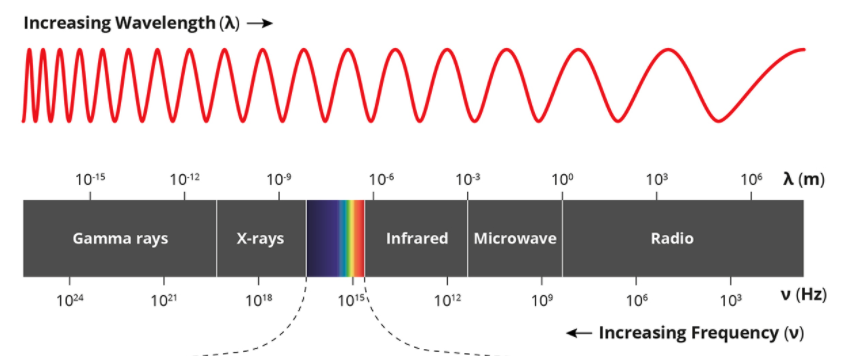 Increasing Wavelength (λ) →
10⁻¹⁵ 10⁻¹² 10⁻⁹ 10⁻⁶ 10⁻³ 10⁰ 10³ 10⁶ λ (m)
Gamma rays X-rays Infrared Microwave Radio
10²⁴ 10²¹ 10¹⁸ 10¹⁵ 10¹² 10⁹ 10⁶ 10³ ν (Hz)
← Increasing Frequency (ν)